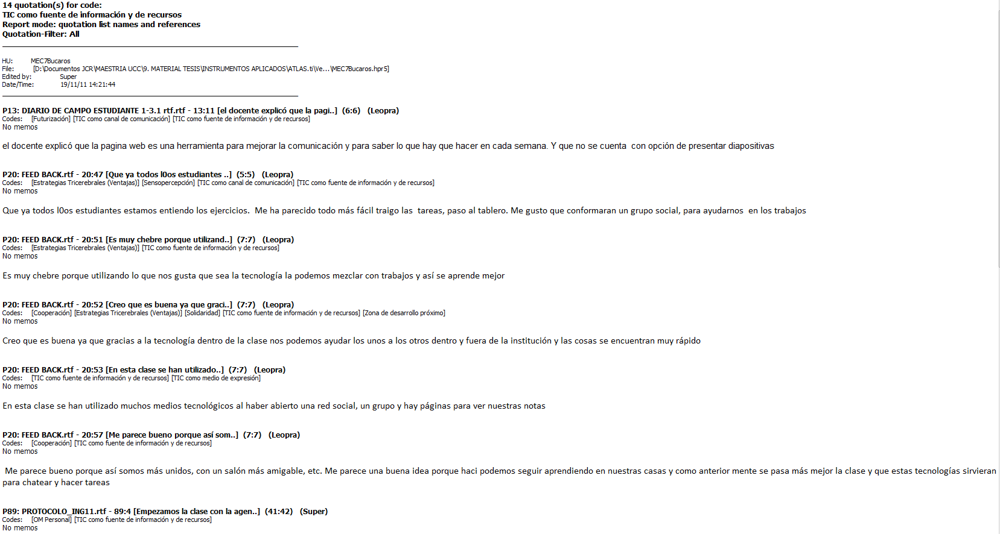 14 quotation(s) for code:
TIC como fuente de información y de recursos
Report mode: quotation list names and references
Quotation-Filter: All
HU: MEC7Bucaros
File: [D:\Documentos JCR\MAESTRIA UCC\9. MATERIAL TESIS\INSTRUMENTOS APLICADOS\ATLAS.ti\Ve...\MEC7Bucaros.hpr5]
Edited by: Super
Date/Time: 19/11/11 14:21:44
P13: DIARIO DE CAMPO ESTUDIANTE 1-3.1 rtf.rtf - 13:11 [el docente explicó que la pagi..] (6:6) (Leopra)
Codes: [Futurización] [TIC como canal de comunicación] [TIC como fuente de información y de recursos]
No memos
el docente explicó que la pagina web es una herramienta para mejorar la comunicación y para saber lo que hay que hacer en cada semana. Y que no se cuenta con opción de presentar diapositivas
P20: FEED BACK.rtf - 20:47 [Que ya todos l0os estudiantes ..] (5:5) (Leopra)
Codes: [Estrategias Tricerebrales (Ventajas)] [Sensopercepción] [TIC como canal de comunicación] [TIC como fuente de información y de recursos]
No memos
Que ya todos l0os estudiantes estamos entiendo los ejercicios. Me ha parecido todo más fácil traigo las tareas, paso al tablero. Me gusto que conformaran un grupo social, para ayudarnos en los trabajos
P20: FEED BACK.rtf - 20:51 [Es muy chebre porque utilizand..] (7:7) (Leopra)
Codes: [Estrategias Tricerebrales (Ventajas)] [TIC como fuente de información y de recursos]
No memos
Es muy chebre porque utilizando lo que nos gusta que sea la tecnología la podemos mezclar con trabajos y así se aprende mejor
P20: FEED BACK.rtf - 20:52 [Creo que es buena ya que graci..] (7:7) (Leopra)
Codes: [Cooperación] [Estrategias Tricerebrales (Ventajas)] [Solidaridad] [TIC como fuente de información y de recursos] [Zona de desarrollo próximo]
No memos
Creo que es buena ya que gracias a la tecnología dentro de la clase nos podemos ayudar los unos a los otros dentro y fuera de la institución y las cosas se encuentran muy rápido
P20: FEED BACK.rtf - 20:53 [En esta clase se han utilizado..] (7:7) (Leopra)
Codes: [TIC como fuente de información y de recursos] [TIC como medio de expresión]
No memos
En esta clase se han utilizado muchos medios tecnológicos al haber abierto una red social, un grupo y hay páginas para ver nuestras notas
P20: FEED BACK.rtf - 20:57 [Me parece bueno porque así som..] (7:7) (Leopra)
Codes: [Cooperación] [TIC como fuente de información y de recursos]
No memos
Me parece bueno porque así somos más unidos, con un salón más amigable, etc. Me parece una buena idea porque haci podemos seguir aprendiendo en nuestras casas y como anterior mente se pasa más mejor la clase y que estas tecnologías sirvieran
para chatear y hacer tareas
P89: PROTOCOLO_ING11.rtf - 89:4 [Empezamos la clase con la agen..] (41:42) (Super)
Codes: [OM Personal] [TIC como fuente de información y de recursos]
No memos